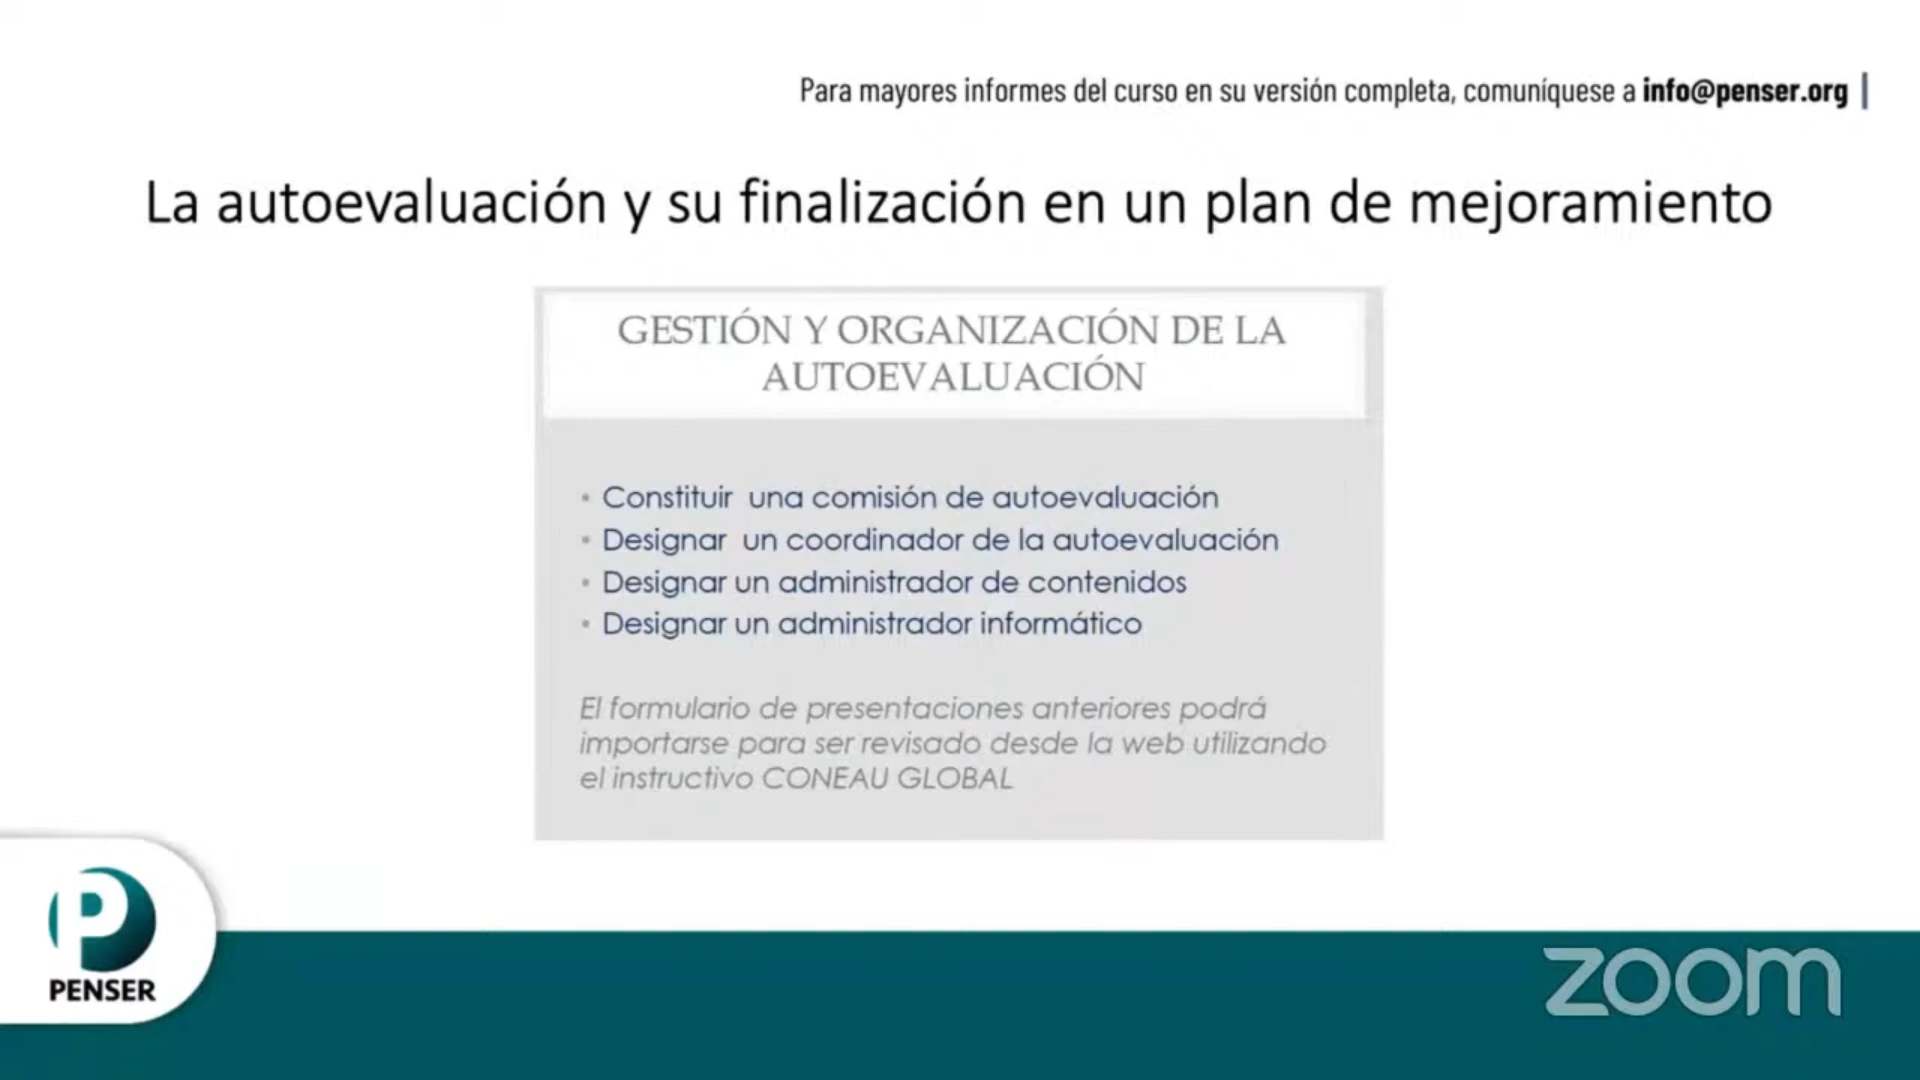 Para mayores informes del curso en su versión completa, comuníquese a info@penser.org |
La autoevaluación y su finalización en un plan de mejoramiento
GESTIÓN Y ORGANIZACIÓN DE LA
AUTOEVALUACIÓN
• Constituir una comisión de autoevaluación
• Designar un coordinador de la autoevaluación
• Designar un administrador de contenidos
• Designar un administrador informático
El formulario de presentaciones anteriores podrá
importarse para ser revisado desde la web utilizando
el instructivo CONEAU GLOBAL
P
PENSER
zoom